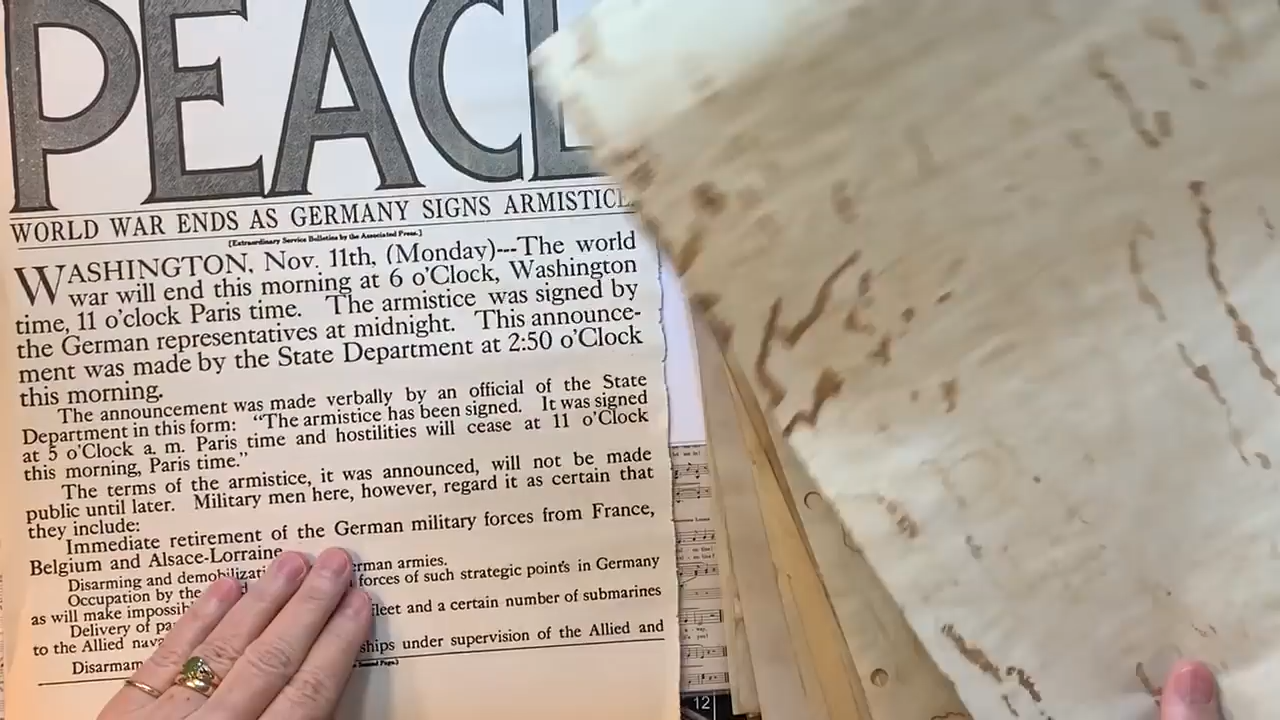 PEACE
WORLD WAR ENDS AS GERMANY SIGNS ARMISTICE
[Extraordinary Service Bulletins by the Associated Press.]
WASHINGTON, Nov. 11th, (Monday)---The world
war will end this morning at 6 o'Clock, Washington
time, 11 o'clock Paris time. The armistice was signed by
the German representatives at midnight. This announce-
ment was made by the State Department at 2:50 o'Clock
this morning.
The announcement was made verbally by an official of the State
Department in this form: "The armistice has been signed. It was signed
at 5 o'Clock a. m. Paris time and hostilities will cease at 11 o'Clock
this morning, Paris time."
The terms of the armistice, it was announced, will not be made
public until later. Military men here, however, regard it as certain that
they include:
Immediate retirement of the German military forces from France,
Belgium and Alsace-Lorraine
Disarming and demobilizati erman armies.
Occupation by the forces of such strategic points in Germany
as will make impossib
Delivery of pa fleet and a certain number of submarines
to the Allied nava
Disarmam ships under supervision of the Allied and
Second Page.]
12